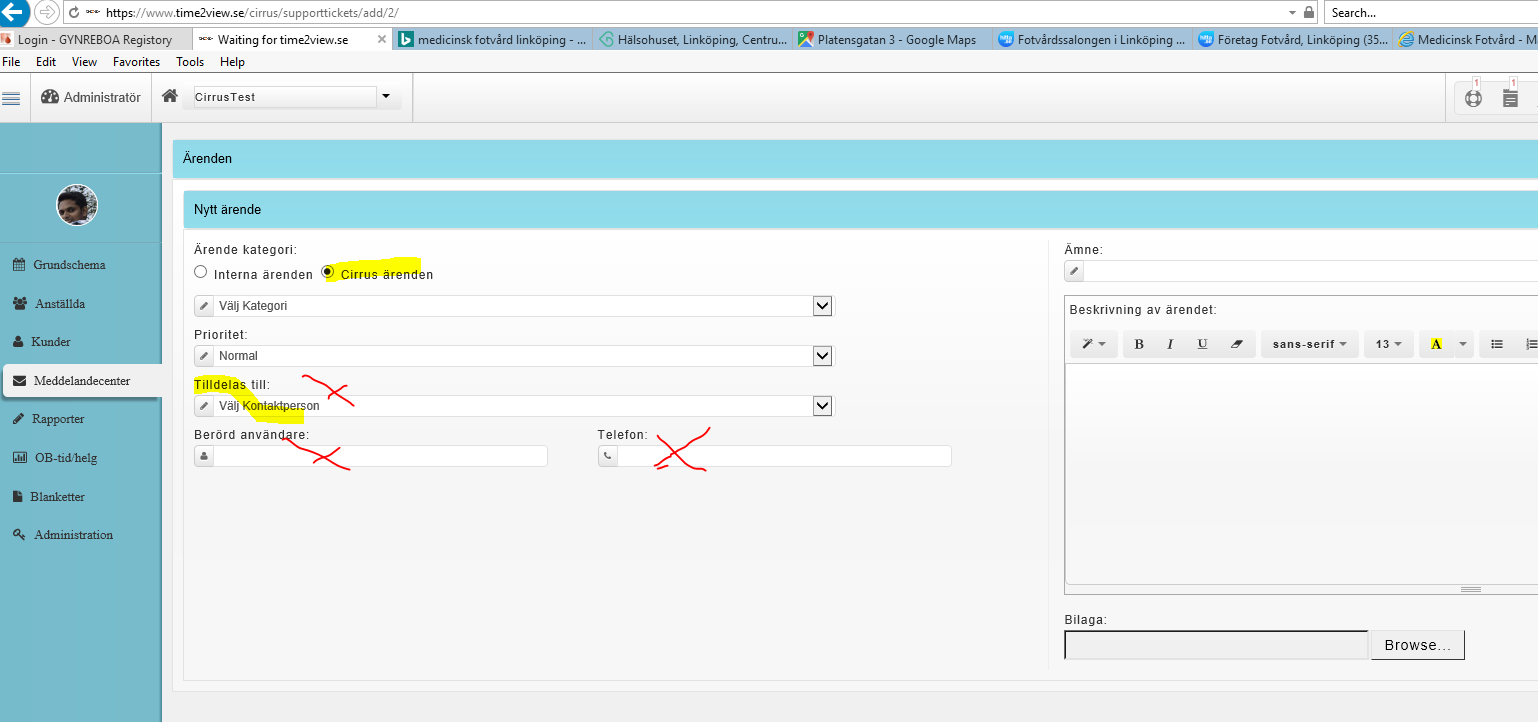 https://www.time2view.se/cirrus/supporttickets/add/2/
Search...
Login - GYNREBOA Registory
Waiting for time2view.se
medicinsk fotvård linköping - ...
Hälsohuset, Linköping, Centru...
Platensgatan 3 - Google Maps
Fotvårdssalongen i Linköping ...
Företag Fotvård, Linköping (35...
Medicinsk Fotvård - M
File Edit View Favorites Tools Help
Administratör
CirrusTest
1
1
Ärenden
Nytt ärende
Ärende kategori:
Interna ärenden
Cirrus ärenden
Välj Kategori
Prioritet:
Normal
Tilldelas till:
Välj Kontaktperson
Berörd användare:
Telefon:
Ämne:
Beskrivning av ärendet:
B I U sans-serif 13 A
Bilaga:
Browse...
Grundschema
Anställda
Kunder
Meddelandecenter
Rapporter
OB-tid/helg
Blanketter
Administration